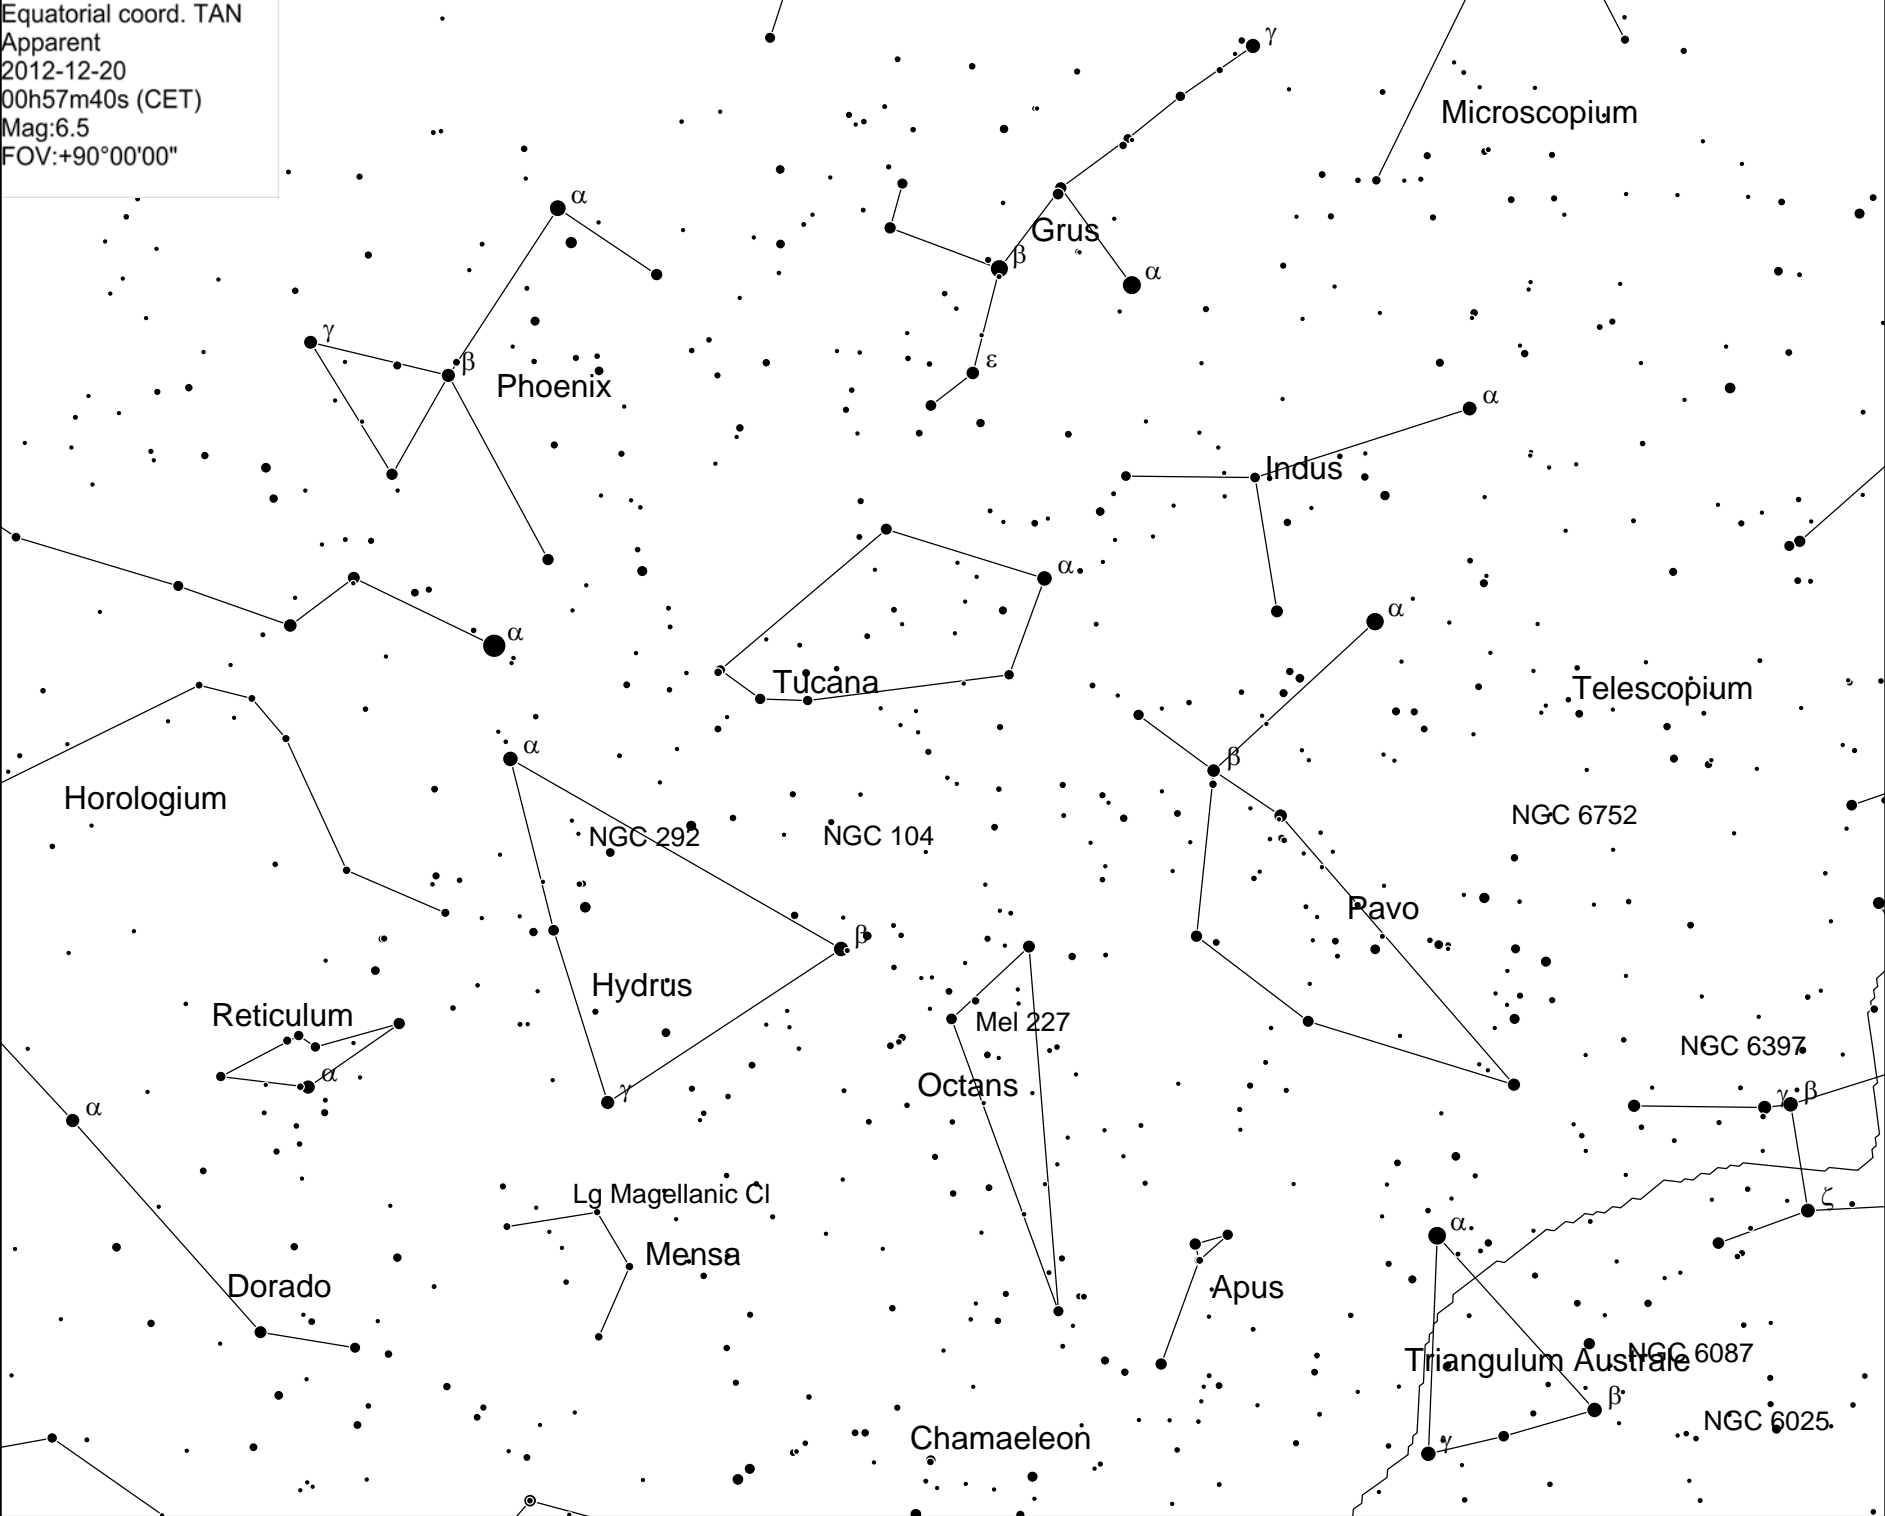 Equatorial coord. TAN
Apparent
2012-12-20
00h57m40s (CET)
Mag:6.5
FOV:+90°00'00"
γ
Microscopium
α
Grus
β
α
γ
β
Phoenix
ε
α
Indus
α
α
α
Tucana
Telescopium
α
β
Horologium
NGC 292
NGC 104
NGC 6752
Pavo
β
Hydrus
Reticulum
Mel 227
NGC 6397
α
Octans
γ
γ β
α
Lg Magellanic Cl
ζ
α
Mensa
Dorado
Apus
Triangulum Australe
NGC 6087
β
NGC 6025
Chamaeleon
γ